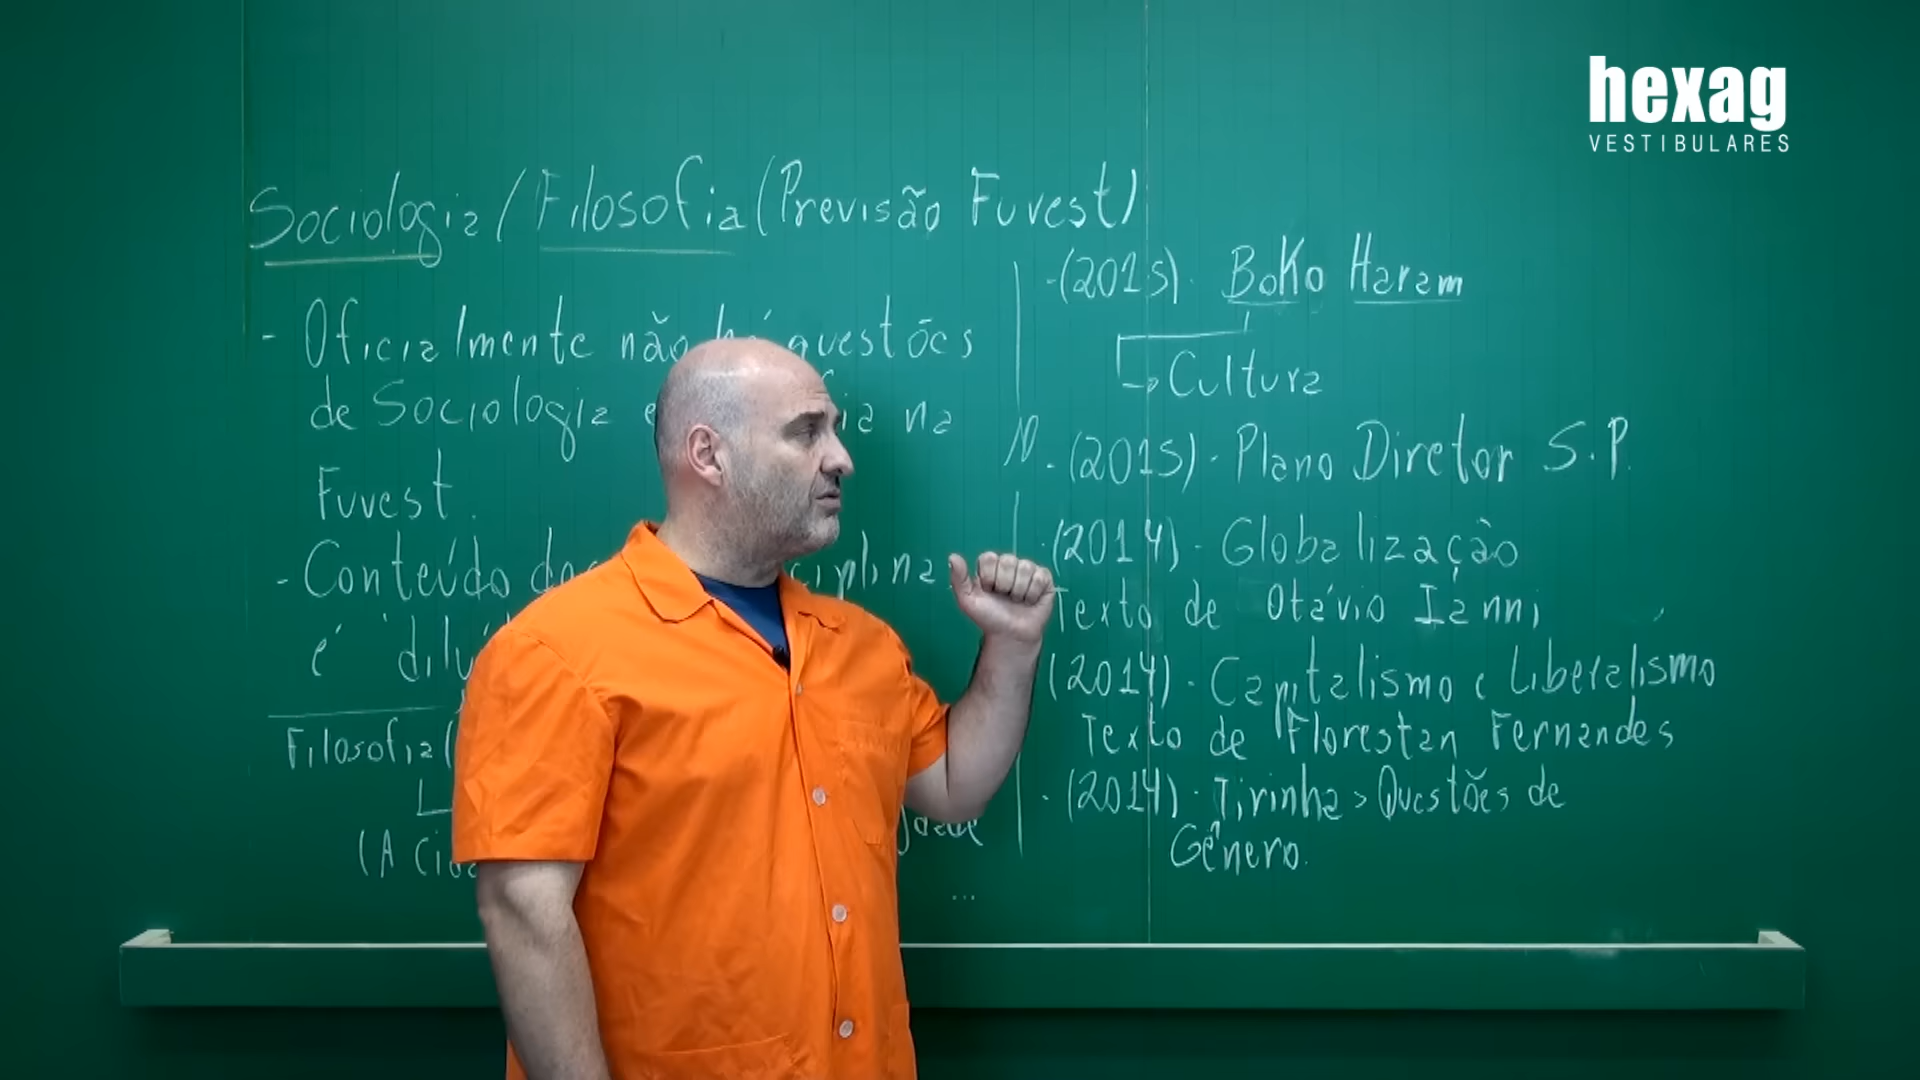 hexag
VESTIBULARES
Sociologia / Filosofia (Previsão Fuvest)
- Oficialmente não há questões
de Sociologia e na
Fuvest.
- Conteúdo
é
Filosofia (
(A
-(2015). Boko Haram
Cultura
. (2015). Plano Diretor S.P.
.(2014). Globalização
Texto de Otávio Ianni
(2014). Capitalismo e Liberalismo
Texto de Florestan Fernandes
. (2014). Tirinha > Questões de
Gênero.
...